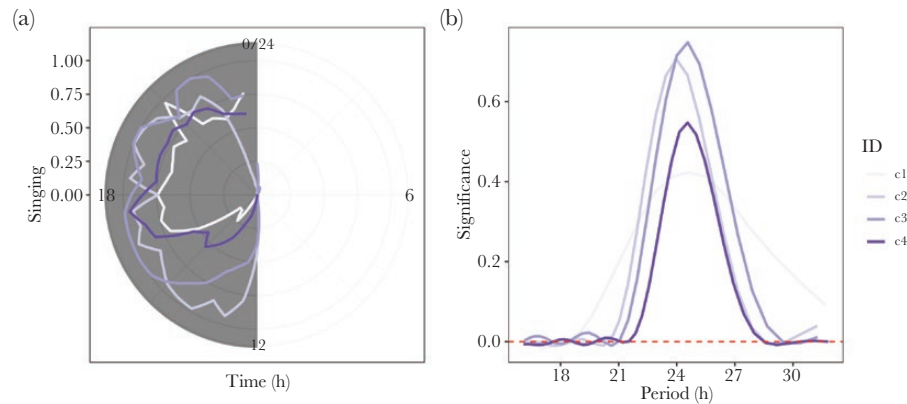 (a)
0/24
1.00
0.75
0.50
0.25
0.00
18
6
12
Singing
Time (h)
(b)
0.6
0.4
0.2
0.0
Significance
18
21
24
27
30
Period (h)
ID
c1
c2
c3
c4